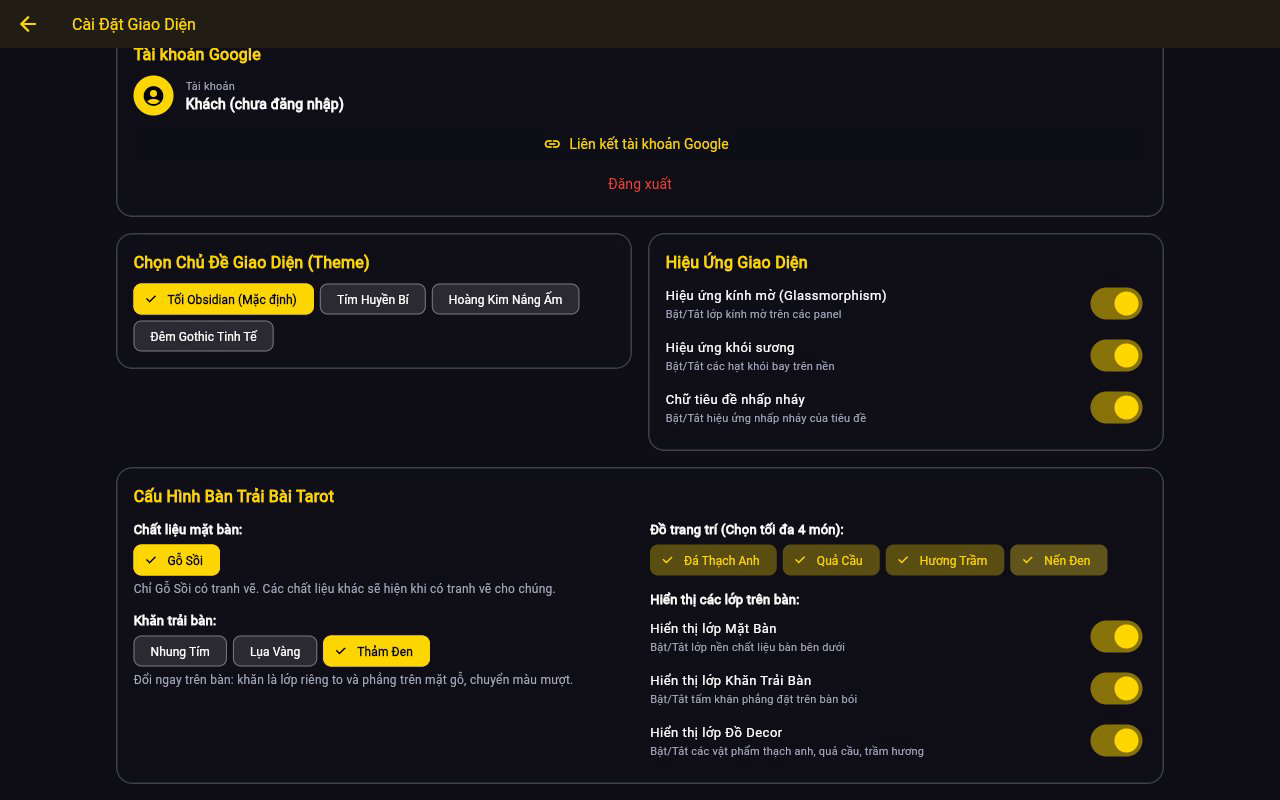 Cài Đặt Giao Diện
Tài khoản Google
Tài khoản
Khách (chưa đăng nhập)
Liên kết tài khoản Google
Đăng xuất
Chọn Chủ Đề Giao Diện (Theme)
Tối Obsidian (Mặc định)
Tím Huyền Bí
Hoàng Kim Nắng Ấm
Đêm Gothic Tinh Tế
Hiệu Ứng Giao Diện
Hiệu ứng kính mờ (Glassmorphism)
Bật/Tắt lớp kính mờ trên các panel
Hiệu ứng khói sương
Bật/Tắt các hạt khói bay trên nền
Chữ tiêu đề nhấp nháy
Bật/Tắt hiệu ứng nhấp nháy của tiêu đề
Cấu Hình Bàn Trải Bài Tarot
Chất liệu mặt bàn:
Gỗ Sồi
Chỉ Gỗ Sồi có tranh vẽ. Các chất liệu khác sẽ hiện khi có tranh vẽ cho chúng.
Khăn trải bàn:
Nhung Tím
Lụa Vàng
Thảm Đen
Đổi ngay trên bàn: khăn là lớp riêng to và phẳng trên mặt gỗ, chuyển màu mượt.
Đồ trang trí (Chọn tối đa 4 món):
Đá Thạch Anh
Quả Cầu
Hương Trầm
Nến Đen
Hiển thị các lớp trên bàn:
Hiển thị lớp Mặt Bàn
Bật/Tắt lớp nền chất liệu bàn bên dưới
Hiển thị lớp Khăn Trải Bàn
Bật/Tắt tấm khăn phẳng đặt trên bàn bói
Hiển thị lớp Đồ Decor
Bật/Tắt các vật phẩm thạch anh, quả cầu, trầm hương